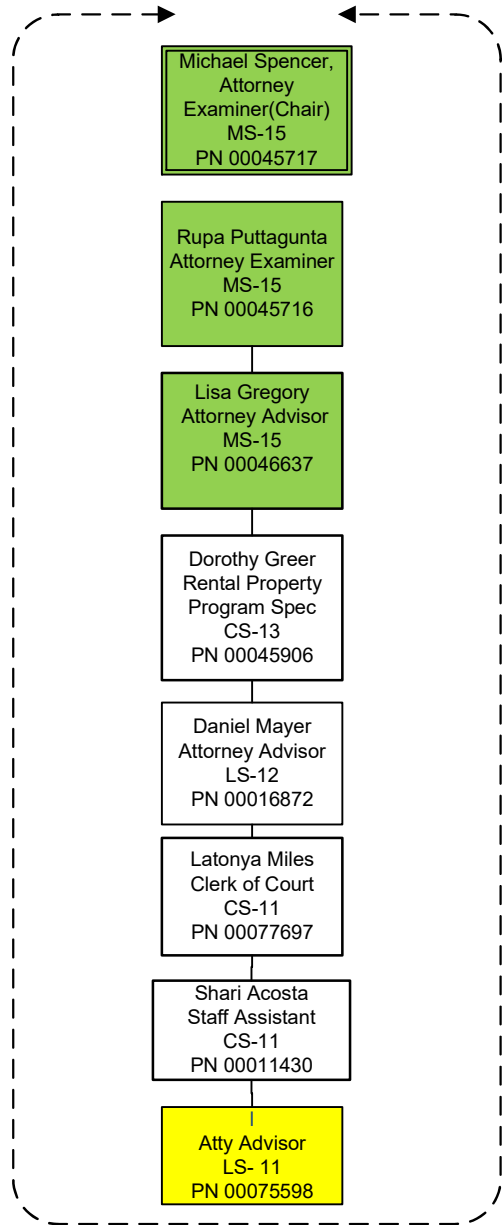 Michael Spencer,
Attorney
Examiner(Chair)
MS-15
PN 00045717
Rupa Puttagunta
Attorney Examiner
MS-15
PN 00045716
Lisa Gregory
Attorney Advisor
MS-15
PN 00046637
Dorothy Greer
Rental Property
Program Spec
CS-13
PN 00045906
Daniel Mayer
Attorney Advisor
LS-12
PN 00016872
Latonya Miles
Clerk of Court
CS-11
PN 00077697
Shari Acosta
Staff Assistant
CS-11
PN 00011430
Atty Advisor
LS- 11
PN 00075598